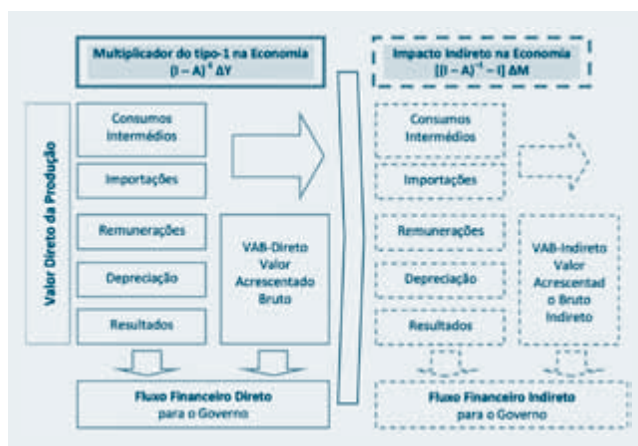 Multiplicador do tipo-1 na Economia
(I – A)⁻¹ ΔY
Valor Direto da Produção
Consumos
Intermédios
Importações
Remunerações
Depreciação
Resultados
VAB-Direto
Valor
Acrescentado
Bruto
Fluxo Financeiro Direto
para o Governo
Impacto Indireto na Economia
[(I – A)⁻¹ – I] ΔM
Consumos
Intermédios
Importações
Remunerações
Depreciação
Resultados
VAB-Indireto
Valor
Acrescentad
o Bruto
Indireto
Fluxo Financeiro Indireto
para o Governo